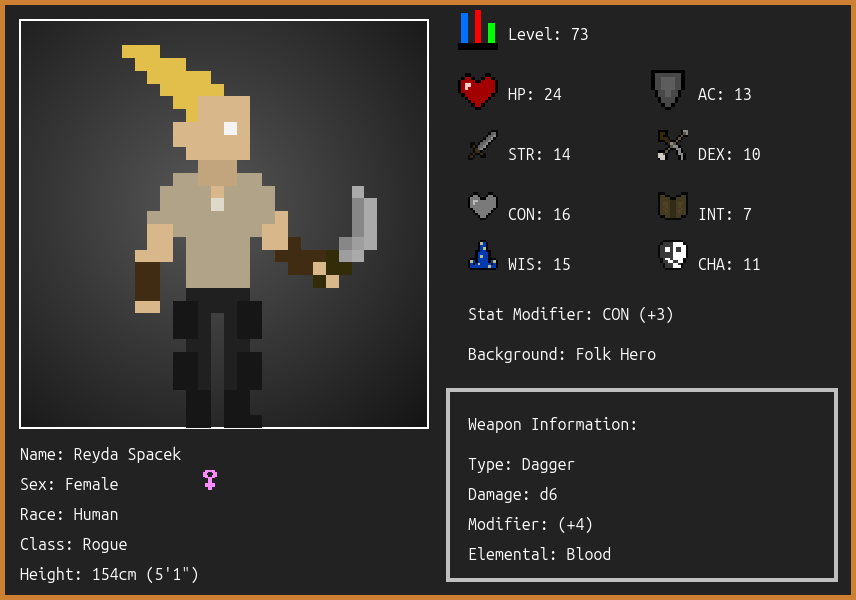 Level: 73
HP: 24
AC: 13
STR: 14
DEX: 10
CON: 16
INT: 7
WIS: 15
CHA: 11
Stat Modifier: CON (+3)
Background: Folk Hero
Weapon Information:
Type: Dagger
Damage: d6
Modifier: (+4)
Elemental: Blood
Name: Reyda Spacek
Sex: Female
Race: Human
Class: Rogue
Height: 154cm (5'1")